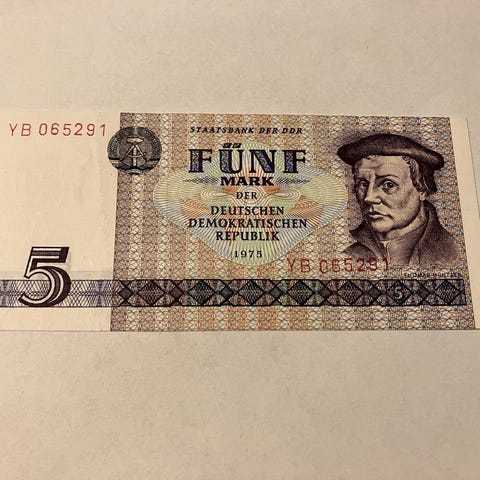 YB 065291
STAATSBANK DER DDR
FÜNF
MARK
DER
DEUTSCHEN
DEMOKRATISCHEN
REPUBLIK
1975
YB 065291
THOMAS MÜNTZER
5
5